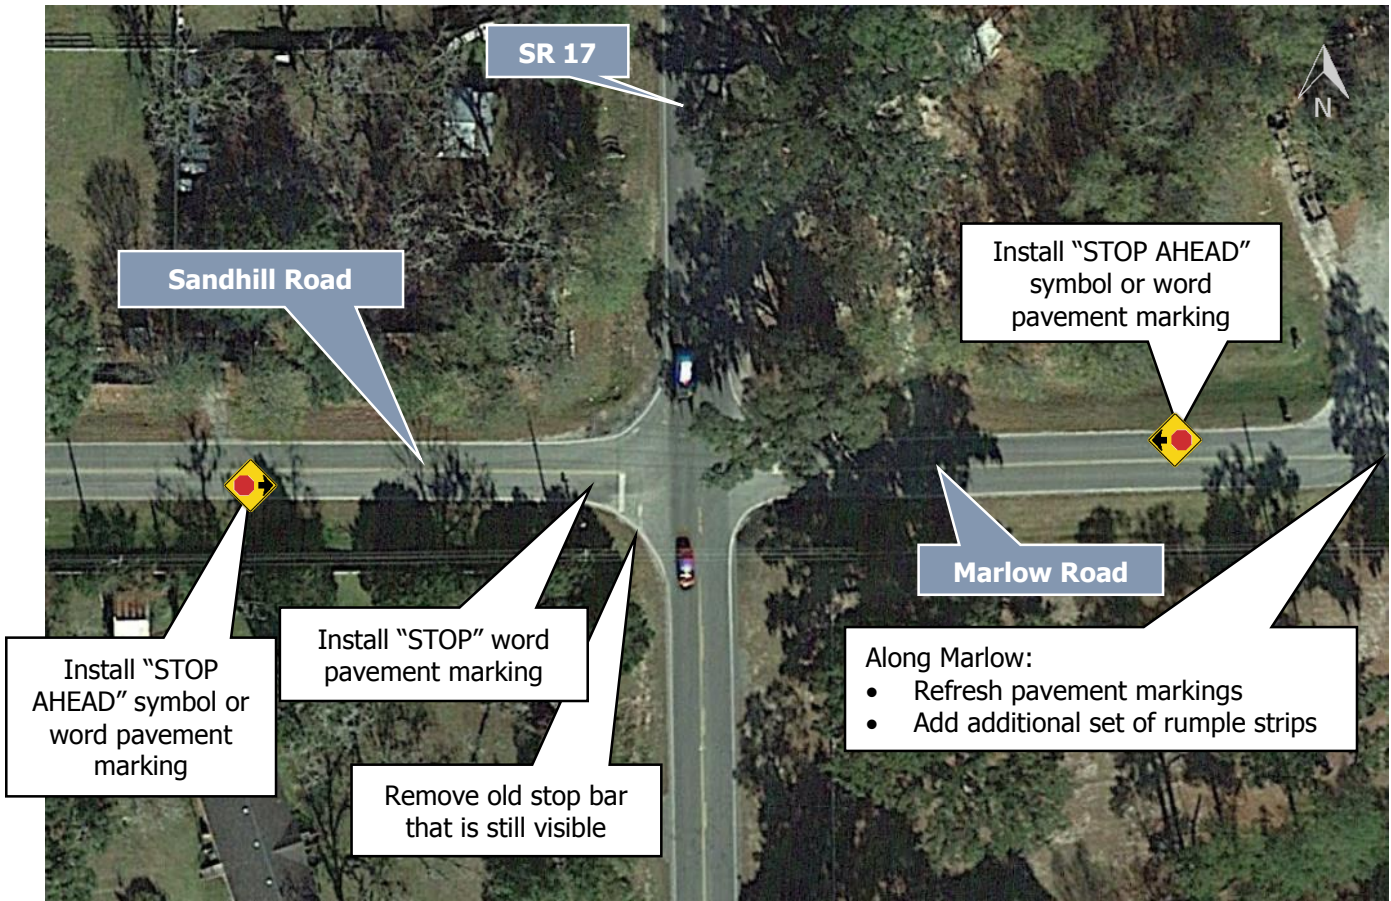 SR 17
N
Sandhill Road
Install “STOP AHEAD”
symbol or word
pavement marking
Marlow Road
Install “STOP
AHEAD” symbol or
word pavement
marking
Install “STOP” word
pavement marking
Remove old stop bar
that is still visible
Along Marlow:
• Refresh pavement markings
• Add additional set of rumple strips